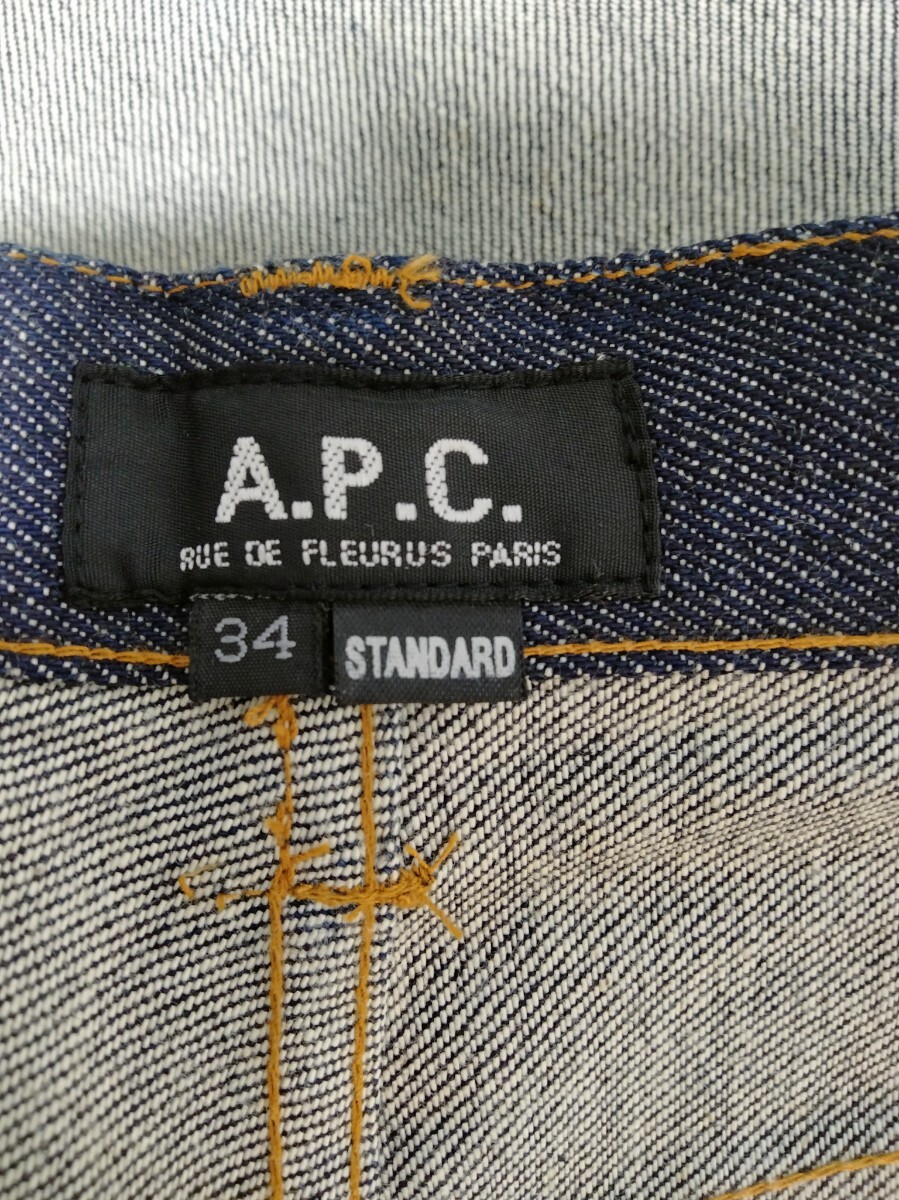 A.P.C.
RUE DE FLEURUS PARIS
34
STANDARD